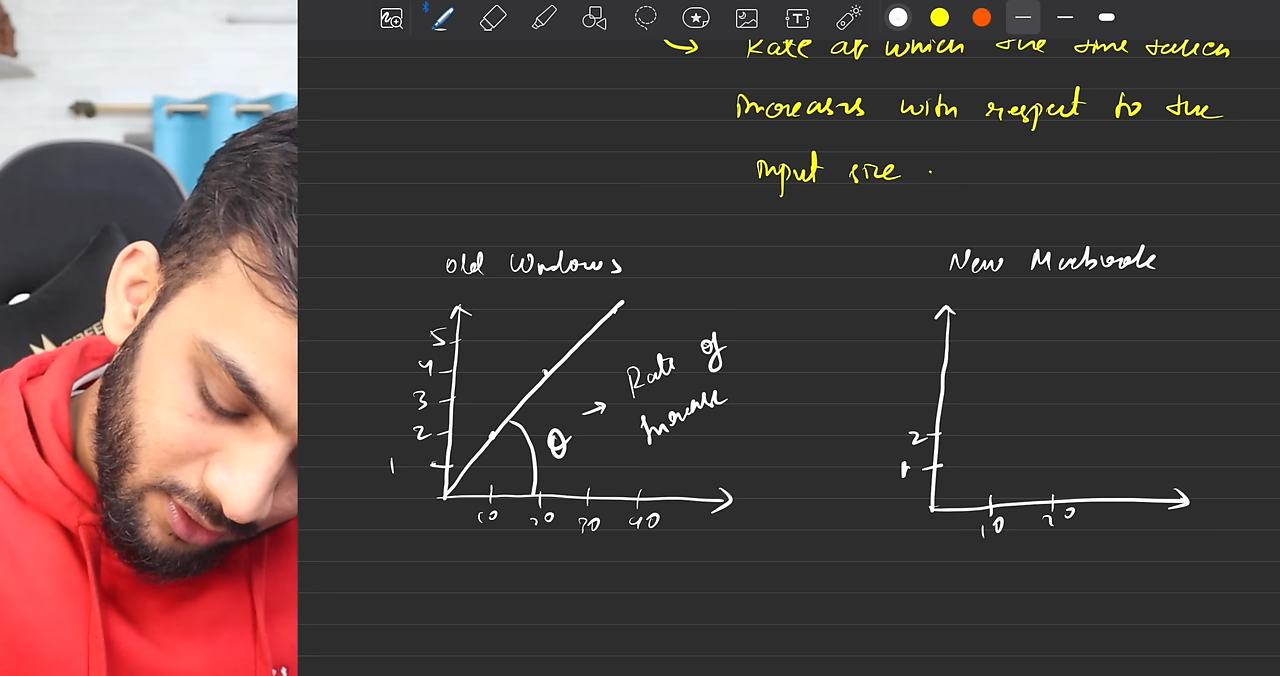 → Rate at which the time taken
increases with respect to the
input size .
Old Windows
New Macbook
5
4
3
2
1
10 20 30 40
θ → Rate of
increase
2
1
10 20